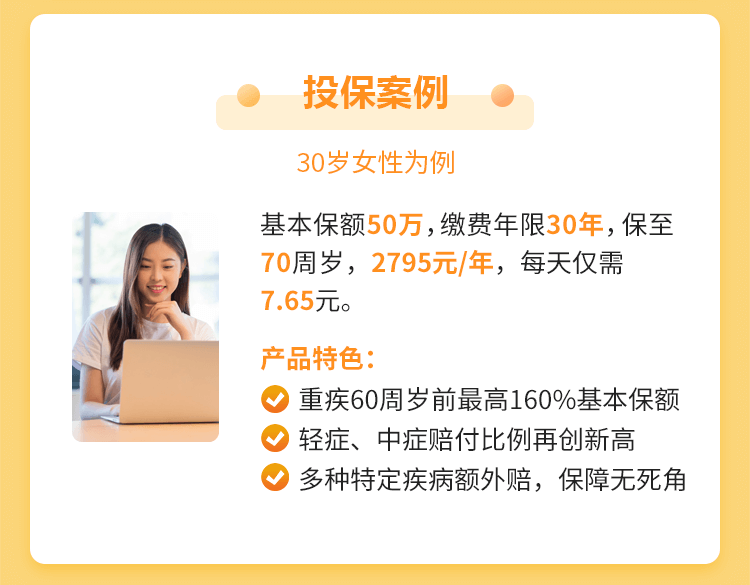 投保案例
30岁女性为例
基本保额50万，缴费年限30年，保至
70周岁，2795元/年，每天仅需
7.65元。
产品特色：
重疾60周岁前最高160%基本保额
轻症、中症赔付比例再创新高
多种特定疾病额外赔，保障无死角